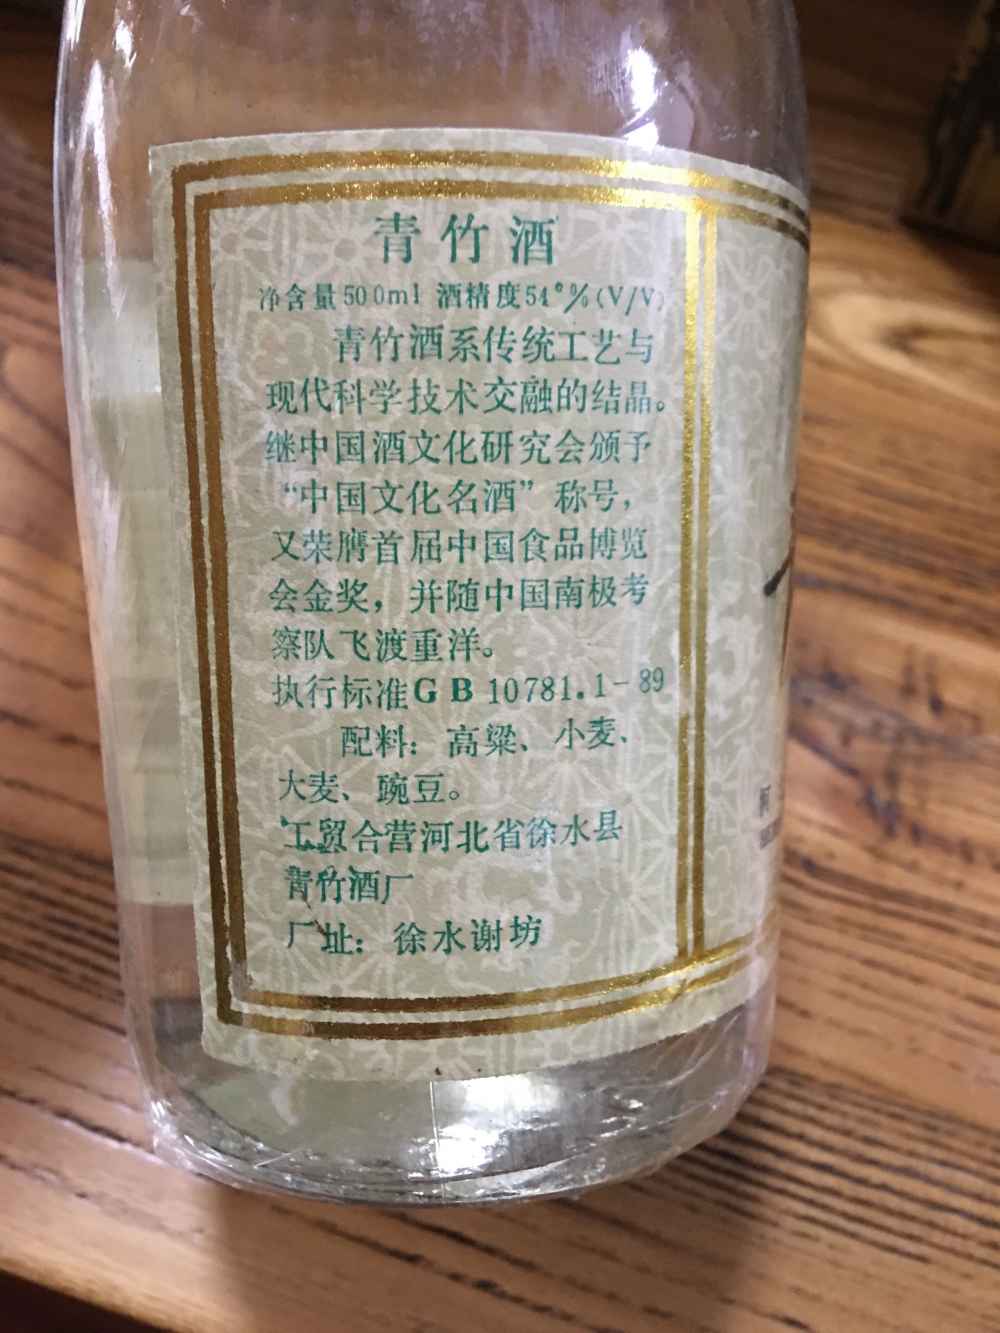 青竹酒
净含量500ml 酒精度54°%(V/V)
青竹酒系传统工艺与
现代科学技术交融的结晶。
继中国酒文化研究会颁予
“中国文化名酒”称号，
又荣膺首届中国食品博览
会金奖，并随中国南极考
察队飞渡重洋。
执行标准GB 10781.1-89
配料：高粱、小麦、
大麦、豌豆。
工贸合营河北省徐水县
青竹酒厂
厂址：徐水谢坊